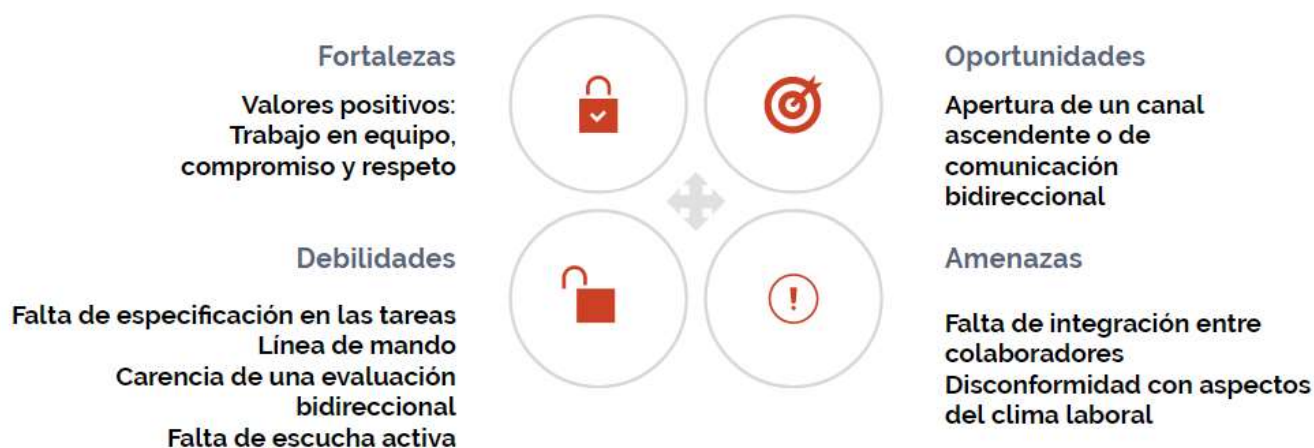 Fortalezas
Valores positivos:
Trabajo en equipo,
compromiso y respeto
Oportunidades
Apertura de un canal
ascendente o de
comunicación
bidireccional
Debilidades
Falta de especificación en las tareas
Línea de mando
Carencia de una evaluación
bidireccional
Falta de escucha activa
Amenazas
Falta de integración entre
colaboradores
Disconformidad con aspectos
del clima laboral